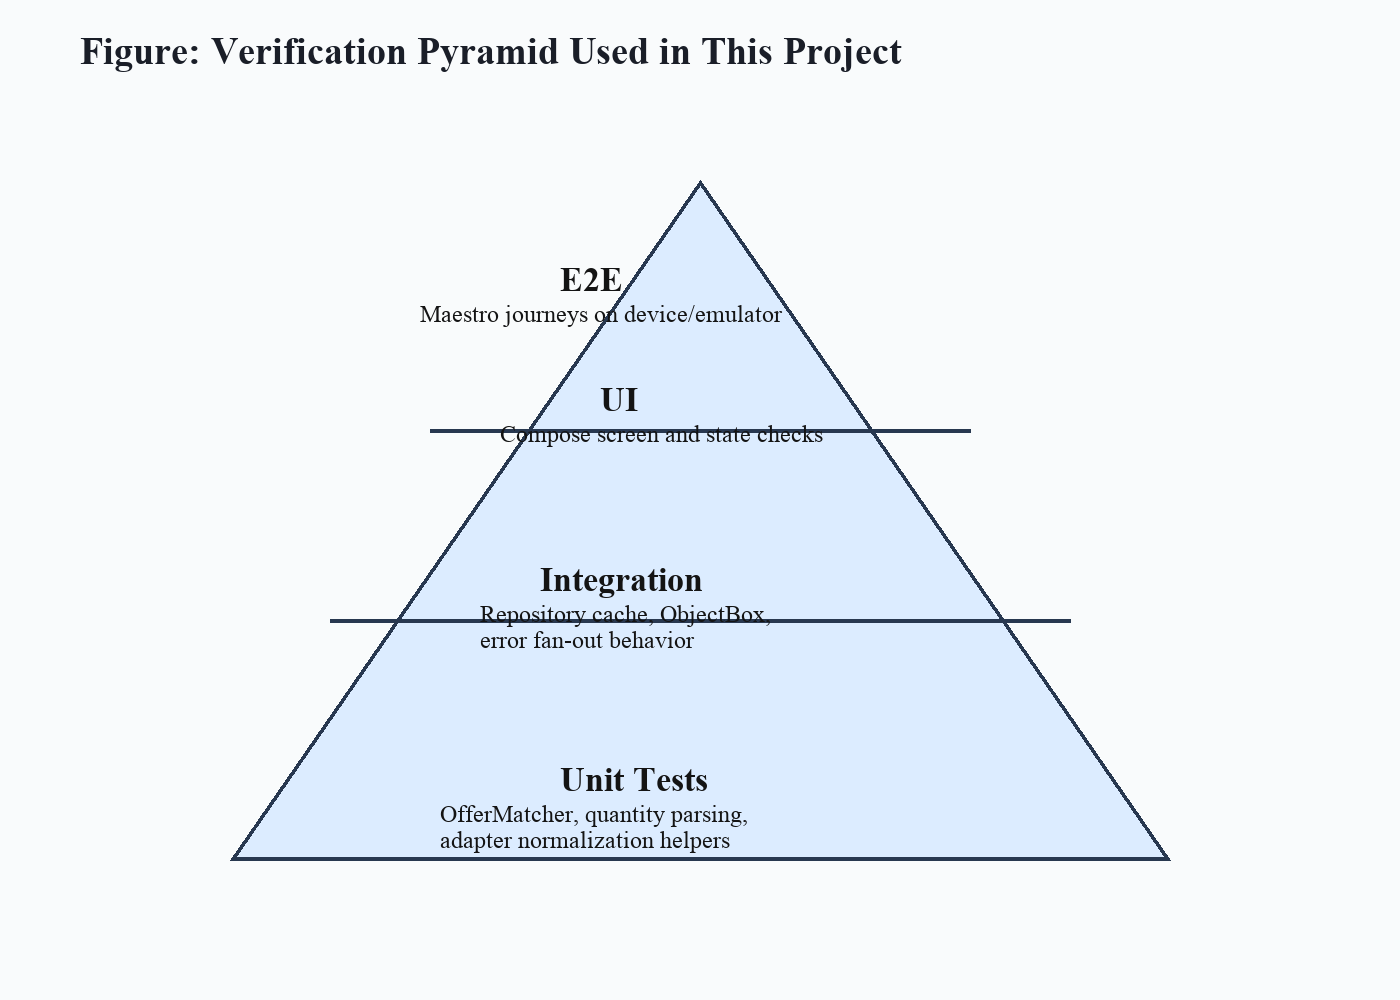 Figure: Verification Pyramid Used in This Project
E2E
Maestro journeys on device/emulator
UI
Compose screen and state checks
Integration
Repository cache, ObjectBox,
error fan-out behavior
Unit Tests
OfferMatcher, quantity parsing,
adapter normalization helpers